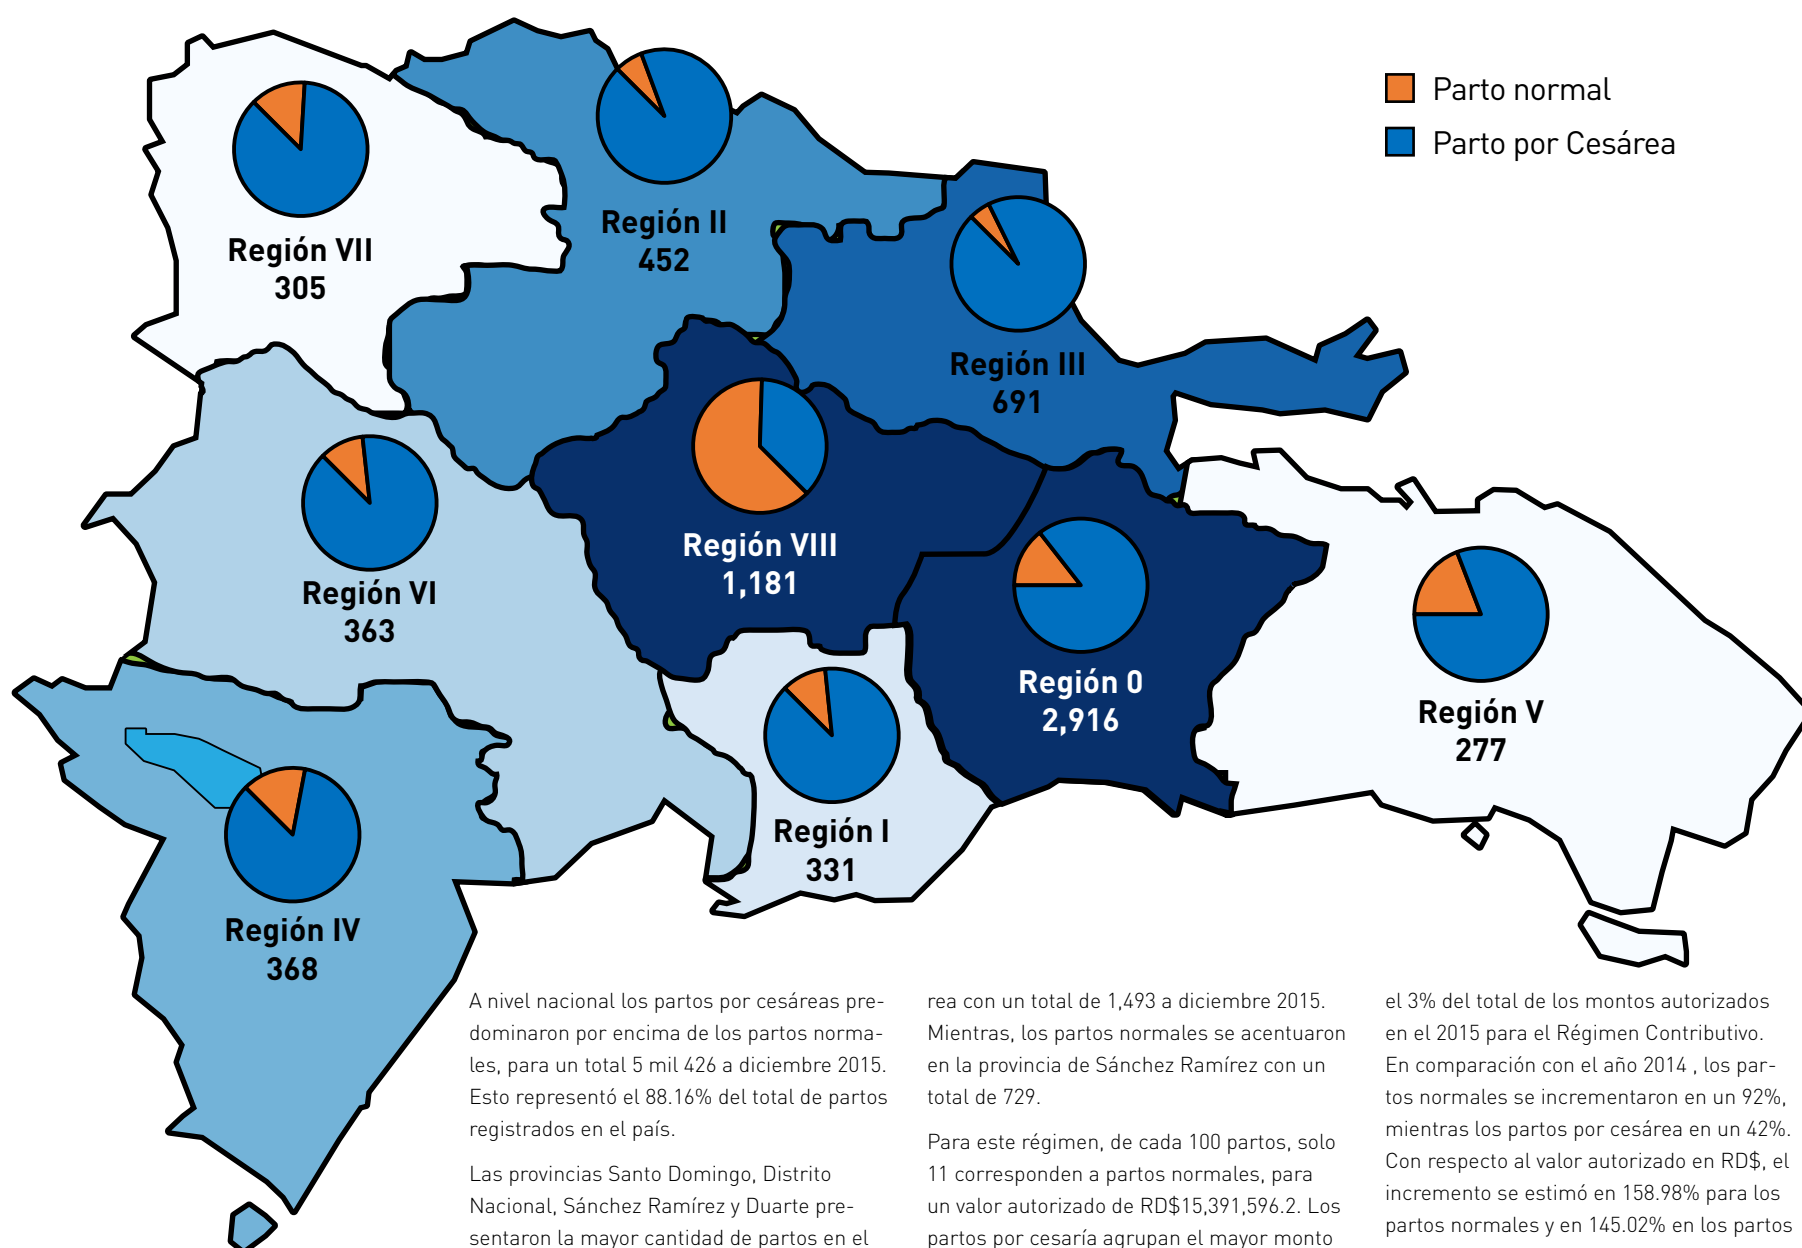 Parto normal
Parto por Cesárea
Región VII
305
Región II
452
Región III
691
Región VI
363
Región VIII
1,181
Región 0
2,916
Región V
277
Región I
331
Región IV
368
A nivel nacional los partos por cesáreas pre-
dominaron por encima de los partos norma-
les, para un total 5 mil 426 a diciembre 2015.
Esto representó el 88.16% del total de partos
registrados en el país.
Las provincias Santo Domingo, Distrito
Nacional, Sánchez Ramírez y Duarte pre-
sentaron la mayor cantidad de partos en el
rea con un total de 1,493 a diciembre 2015.
Mientras, los partos normales se acentuaron
en la provincia de Sánchez Ramírez con un
total de 729.
Para este régimen, de cada 100 partos, solo
11 corresponden a partos normales, para
un valor autorizado de RD$15,391,596.2. Los
partos por cesaría agrupan el mayor monto
el 3% del total de los montos autorizados
en el 2015 para el Régimen Contributivo.
En comparación con el año 2014 , los par-
tos normales se incrementaron en un 92%,
mientras los partos por cesárea en un 42%.
Con respecto al valor autorizado en RD$, el
incremento se estimó en 158.98% para los
partos normales y en 145.02% en los partos